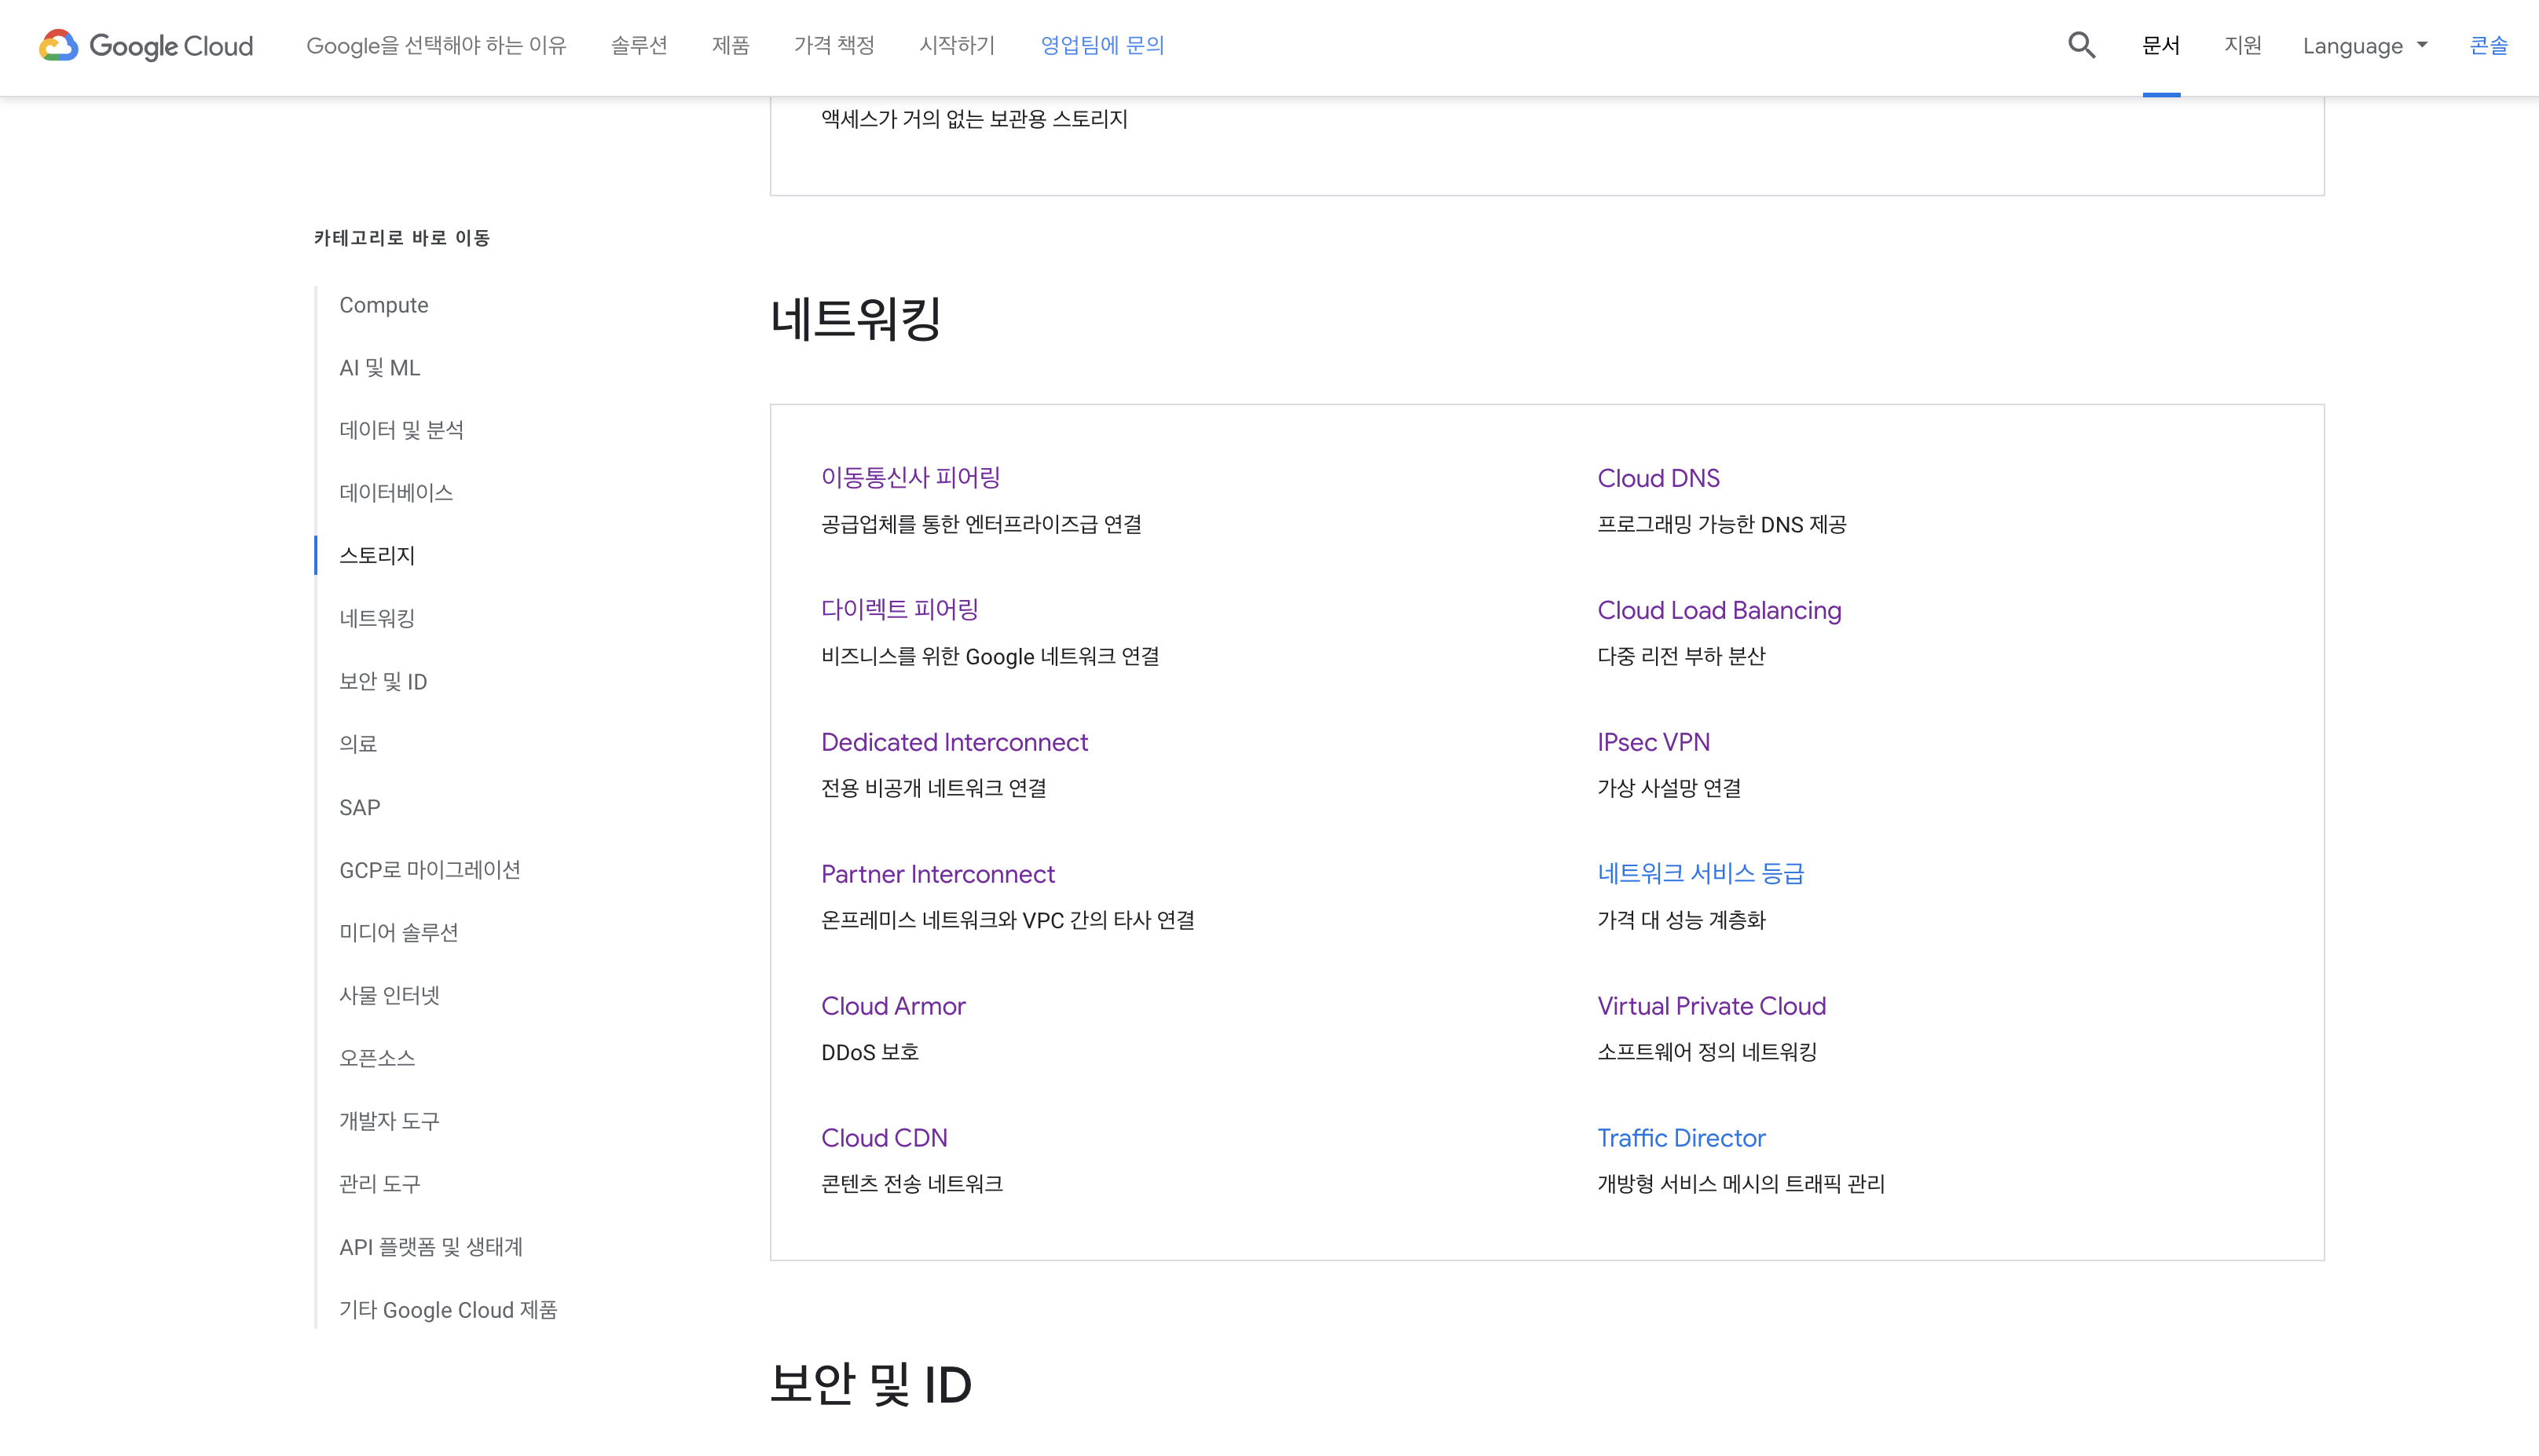 Google Cloud
Google을 선택해야 하는 이유
솔루션
제품
가격 책정
시작하기
영업팀에 문의
문서
지원
Language
콘솔
액세스가 거의 없는 보관용 스토리지
카테고리로 바로 이동
Compute
AI 및 ML
데이터 및 분석
데이터베이스
스토리지
네트워킹
보안 및 ID
의료
SAP
GCP로 마이그레이션
미디어 솔루션
사물 인터넷
오픈소스
개발자 도구
관리 도구
API 플랫폼 및 생태계
기타 Google Cloud 제품
네트워킹
이동통신사 피어링
공급업체를 통한 엔터프라이즈급 연결
다이렉트 피어링
비즈니스를 위한 Google 네트워크 연결
Dedicated Interconnect
전용 비공개 네트워크 연결
Partner Interconnect
온프레미스 네트워크와 VPC 간의 타사 연결
Cloud Armor
DDoS 보호
Cloud CDN
콘텐츠 전송 네트워크
Cloud DNS
프로그래밍 가능한 DNS 제공
Cloud Load Balancing
다중 리전 부하 분산
IPsec VPN
가상 사설망 연결
네트워크 서비스 등급
가격 대 성능 계층화
Virtual Private Cloud
소프트웨어 정의 네트워킹
Traffic Director
개방형 서비스 메시의 트래픽 관리
보안 및 ID